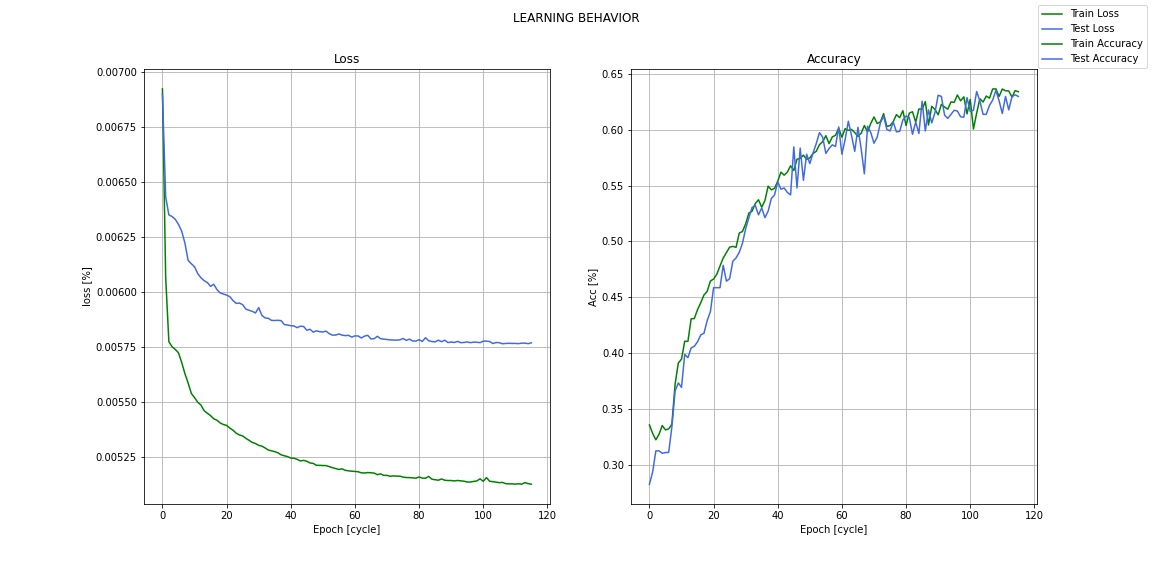 LEARNING BEHAVIOR
Train Loss
Test Loss
Train Accuracy
Test Accuracy
Loss
0.00700
0.00675
0.00650
0.00625
0.00600
0.00575
0.00550
0.00525
loss [%]
0 20 40 60 80 100 120
Epoch [cycle]
Accuracy
0.65
0.60
0.55
0.50
0.45
0.40
0.35
0.30
Acc [%]
0 20 40 60 80 100 120
Epoch [cycle]